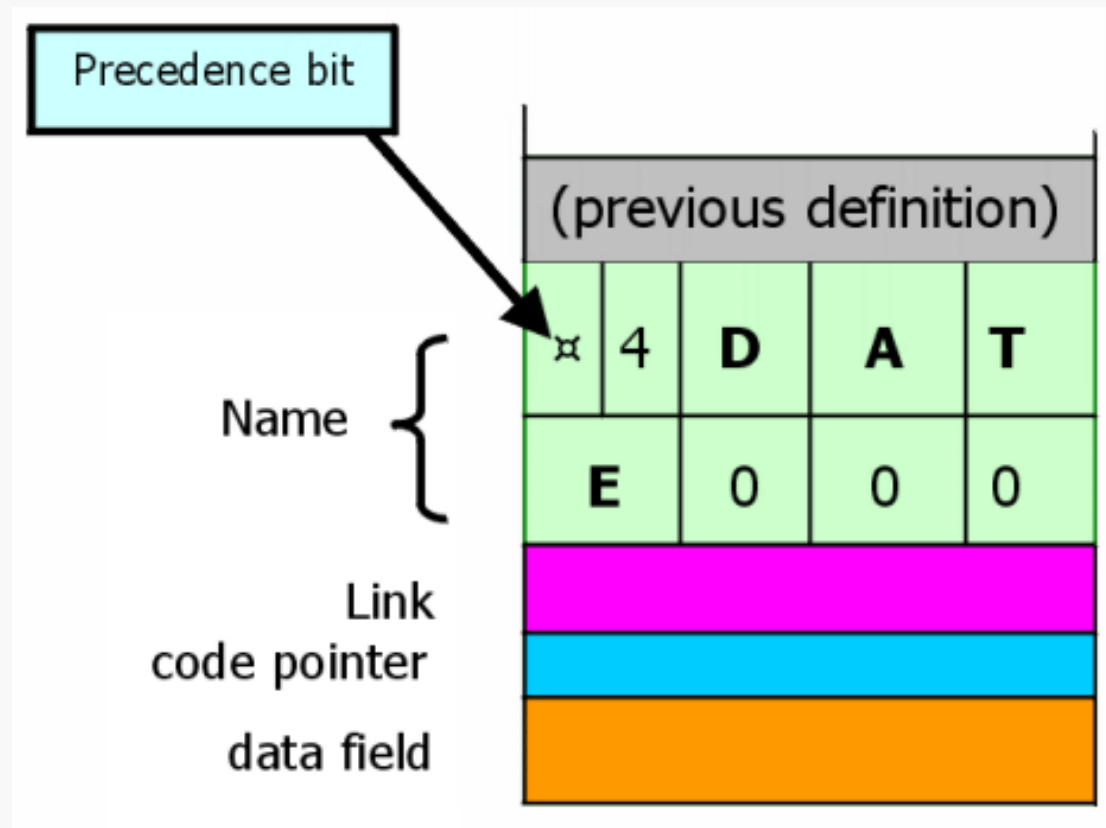 Precedence bit
(previous definition)
¤ 4 D A T
Name
E 0 0 0
Link
code pointer
data field